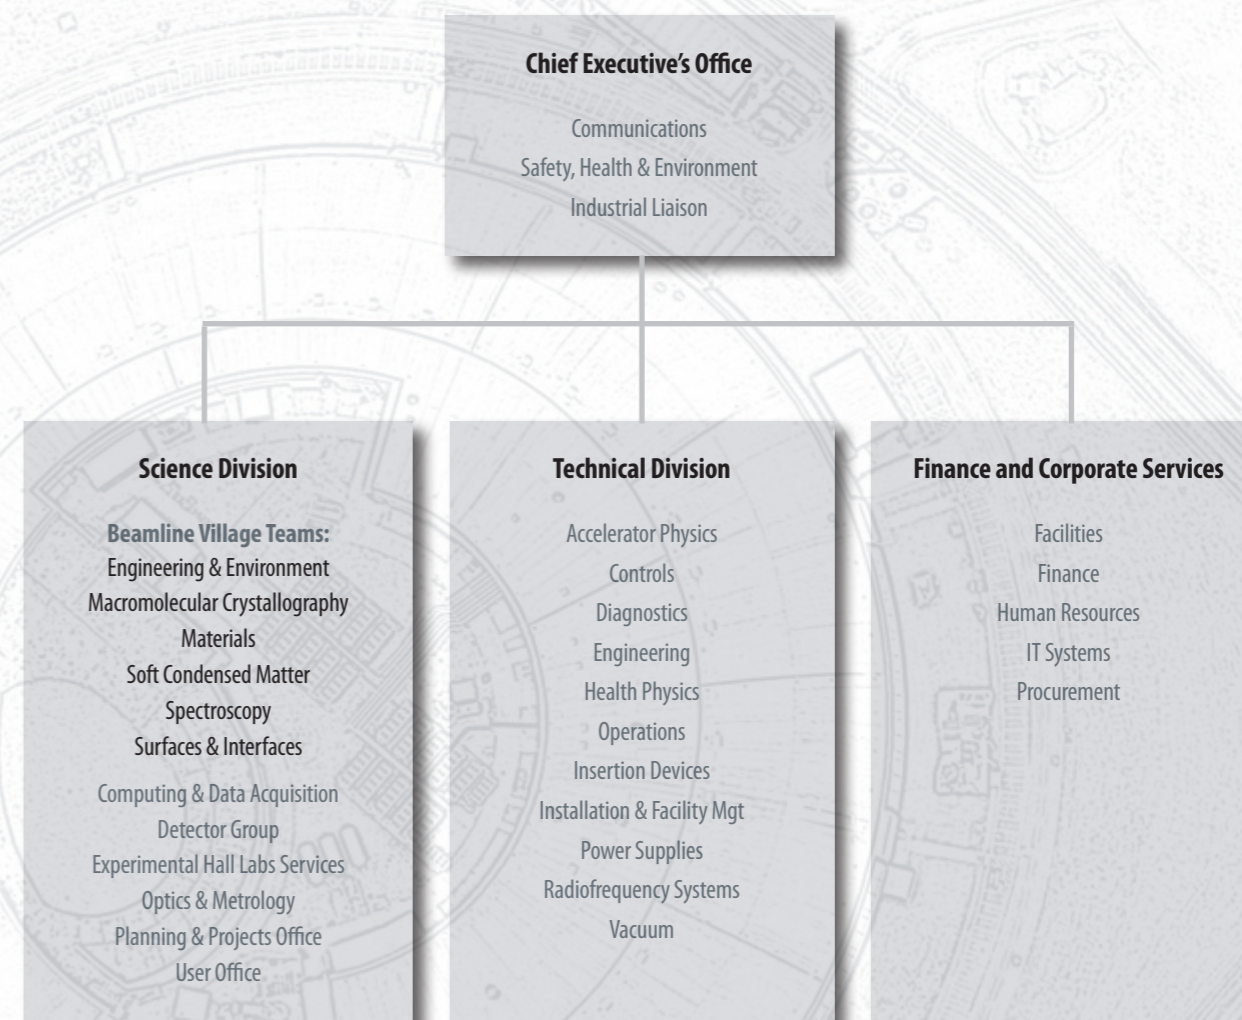 Chief Executive's Office
Communications
Safety, Health & Environment
Industrial Liaison
Science Division
Beamline Village Teams:
Engineering & Environment
Macromolecular Crystallography
Materials
Soft Condensed Matter
Spectroscopy
Surfaces & Interfaces
Computing & Data Acquisition
Detector Group
Experimental Hall Labs Services
Optics & Metrology
Planning & Projects Office
User Office
Technical Division
Accelerator Physics
Controls
Diagnostics
Engineering
Health Physics
Operations
Insertion Devices
Installation & Facility Mgt
Power Supplies
Radiofrequency Systems
Vacuum
Finance and Corporate Services
Facilities
Finance
Human Resources
IT Systems
Procurement